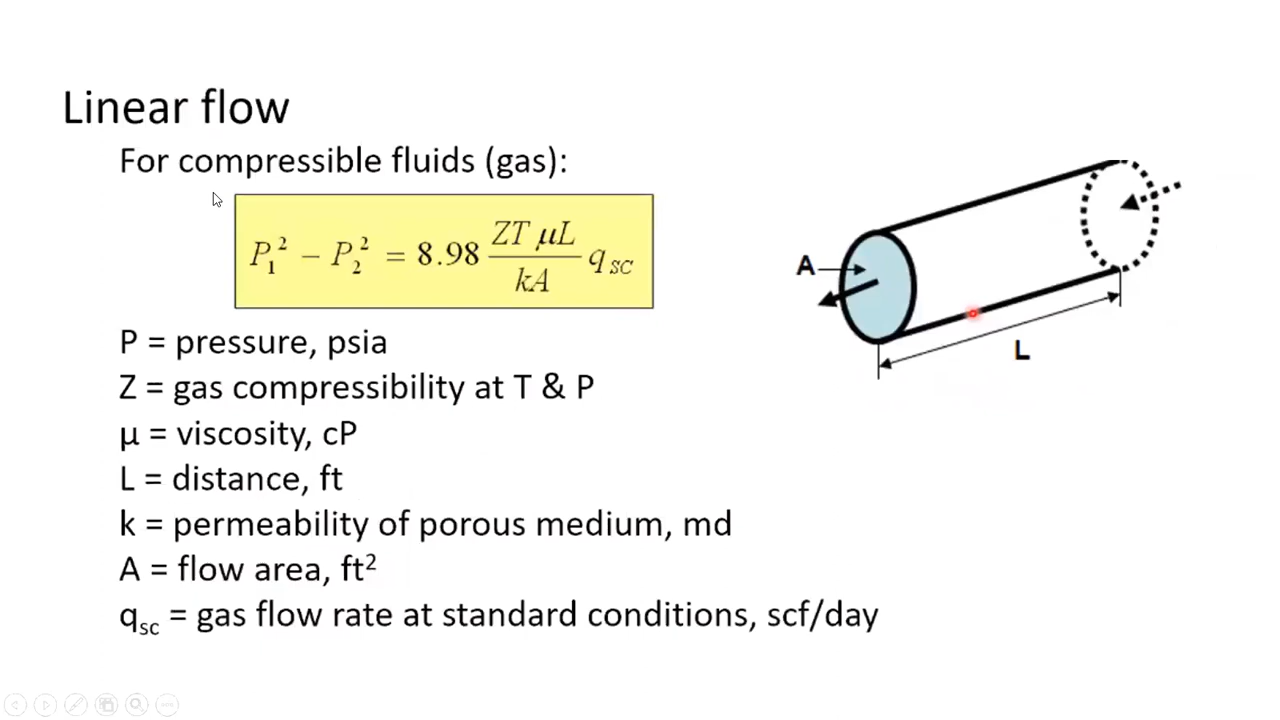 Linear flow
For compressible fluids (gas):
P₁² − P₂² = 8.98 ZT μL / kA q_SC
P = pressure, psia
Z = gas compressibility at T & P
μ = viscosity, cP
L = distance, ft
k = permeability of porous medium, md
A = flow area, ft²
q_sc = gas flow rate at standard conditions, scf/day
A
L